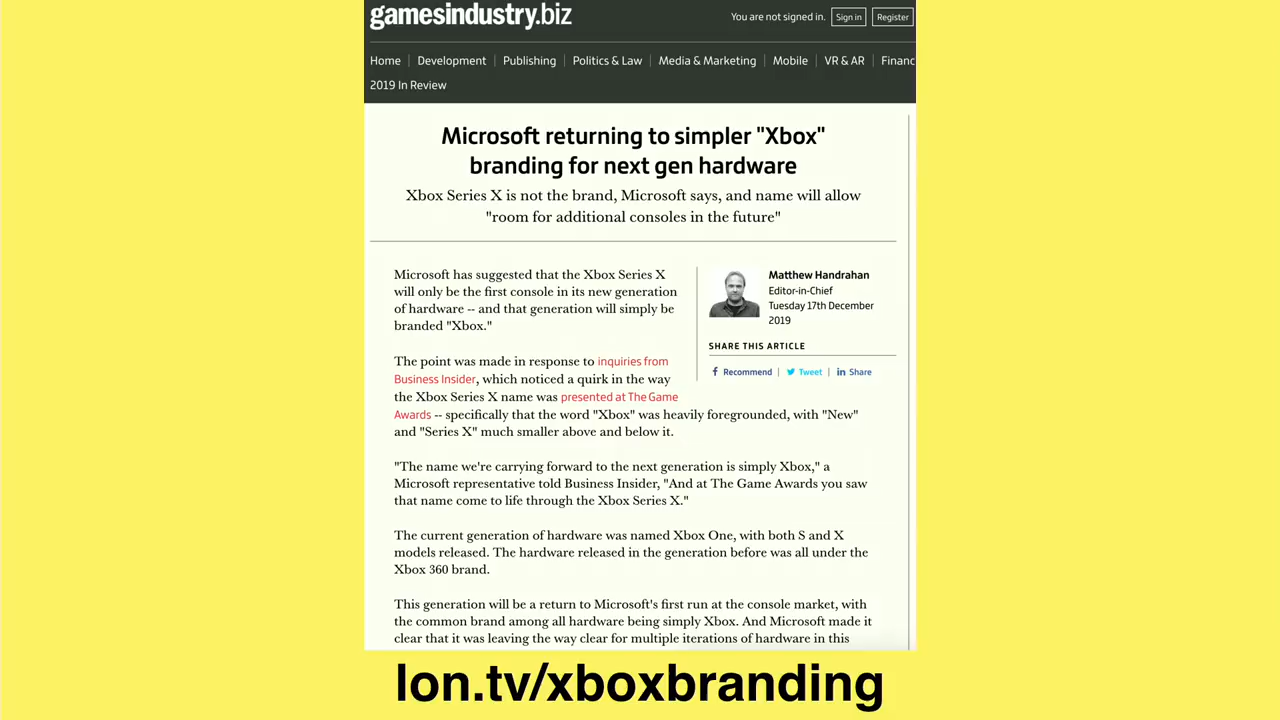 gamesindustry.biz
You are not signed in. Sign in Register
Home Development Publishing Politics & Law Media & Marketing Mobile VR & AR Financ
2019 In Review
Microsoft returning to simpler "Xbox"
branding for next gen hardware
Xbox Series X is not the brand, Microsoft says, and name will allow
"room for additional consoles in the future"
Microsoft has suggested that the Xbox Series X
will only be the first console in its new generation
of hardware -- and that generation will simply be
branded "Xbox."
Matthew Handrahan
Editor-in-Chief
Tuesday 17th December
2019
SHARE THIS ARTICLE
Recommend Tweet Share
The point was made in response to inquiries from
Business Insider, which noticed a quirk in the way
the Xbox Series X name was presented at The Game
Awards -- specifically that the word "Xbox" was heavily foregrounded, with "New"
and "Series X" much smaller above and below it.
"The name we're carrying forward to the next generation is simply Xbox," a
Microsoft representative told Business Insider, "And at The Game Awards you saw
that name come to life through the Xbox Series X."
The current generation of hardware was named Xbox One, with both S and X
models released. The hardware released in the generation before was all under the
Xbox 360 brand.
This generation will be a return to Microsoft's first run at the console market, with
the common brand among all hardware being simply Xbox. And Microsoft made it
clear that it was leaving the way clear for multiple iterations of hardware in this
lon.tv/xboxbranding